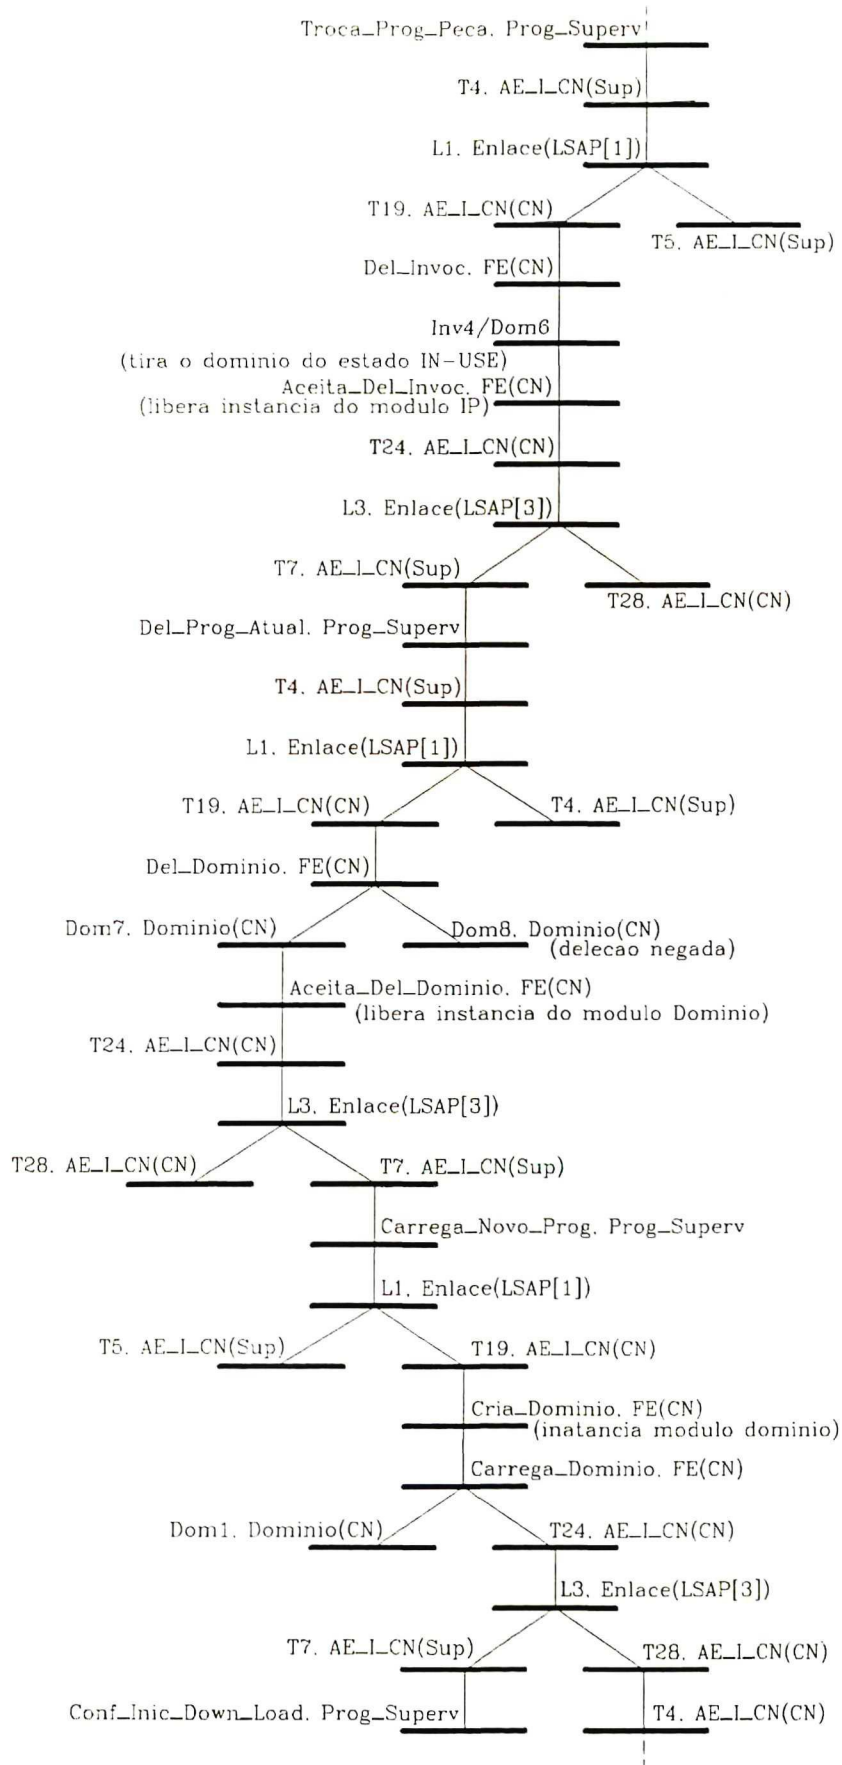 Troca_Prog_Peca. Prog_Superv
T4. AE_I_CN(Sup)
L1. Enlace(LSAP[1])
T19. AE_I_CN(CN)
T5. AE_I_CN(Sup)
Del_Invoc. FE(CN)
Inv4/Dom6
(tira o dominio do estado IN-USE)
Aceita_Del_Invoc. FE(CN)
(libera instancia do modulo IP)
T24. AE_I_CN(CN)
L3. Enlace(LSAP[3])
T7. AE_I_CN(Sup)
T28. AE_I_CN(CN)
Del_Prog_Atual. Prog_Superv
T4. AE_I_CN(Sup)
L1. Enlace(LSAP[1])
T19. AE_I_CN(CN)
T4. AE_I_CN(Sup)
Del_Dominio. FE(CN)
Dom7. Dominio(CN)
Dom8. Dominio(CN)
(delecao negada)
Aceita_Del_Dominio. FE(CN)
(libera instancia do modulo Dominio)
T24. AE_I_CN(CN)
L3. Enlace(LSAP[3])
T28. AE_I_CN(CN)
T7. AE_I_CN(Sup)
Carrega_Novo_Prog. Prog_Superv
L1. Enlace(LSAP[1])
T5. AE_I_CN(Sup)
T19. AE_I_CN(CN)
Cria_Dominio. FE(CN)
(inatancia modulo dominio)
Carrega_Dominio. FE(CN)
Dom1. Dominio(CN)
T24. AE_I_CN(CN)
L3. Enlace(LSAP[3])
T7. AE_I_CN(Sup)
T28. AE_I_CN(CN)
Conf_Inic_Down_Load. Prog_Superv
T4. AE_I_CN(CN)